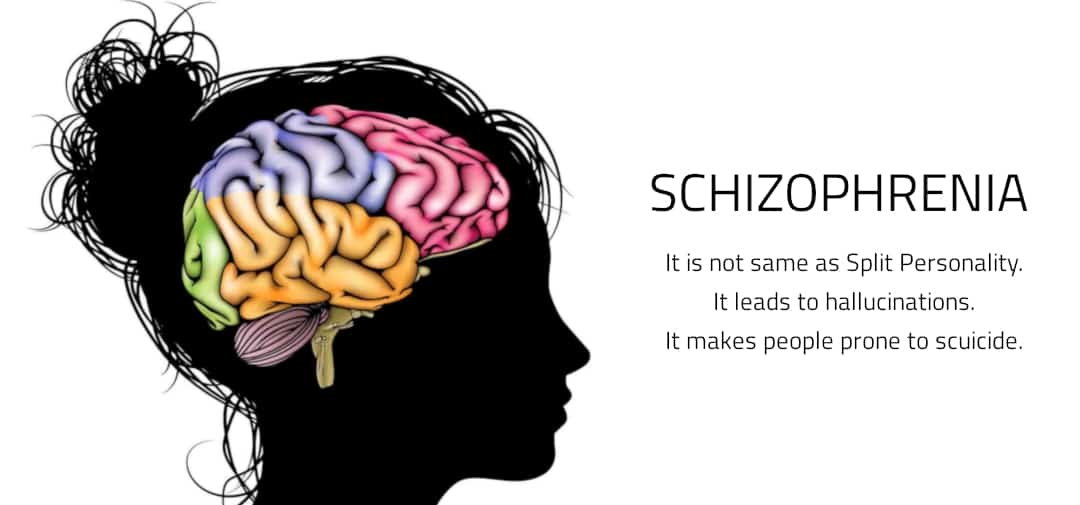 SCHIZOPHRENIA
It is not same as Split Personality.
It leads to hallucinations.
It makes people prone to scuicide.